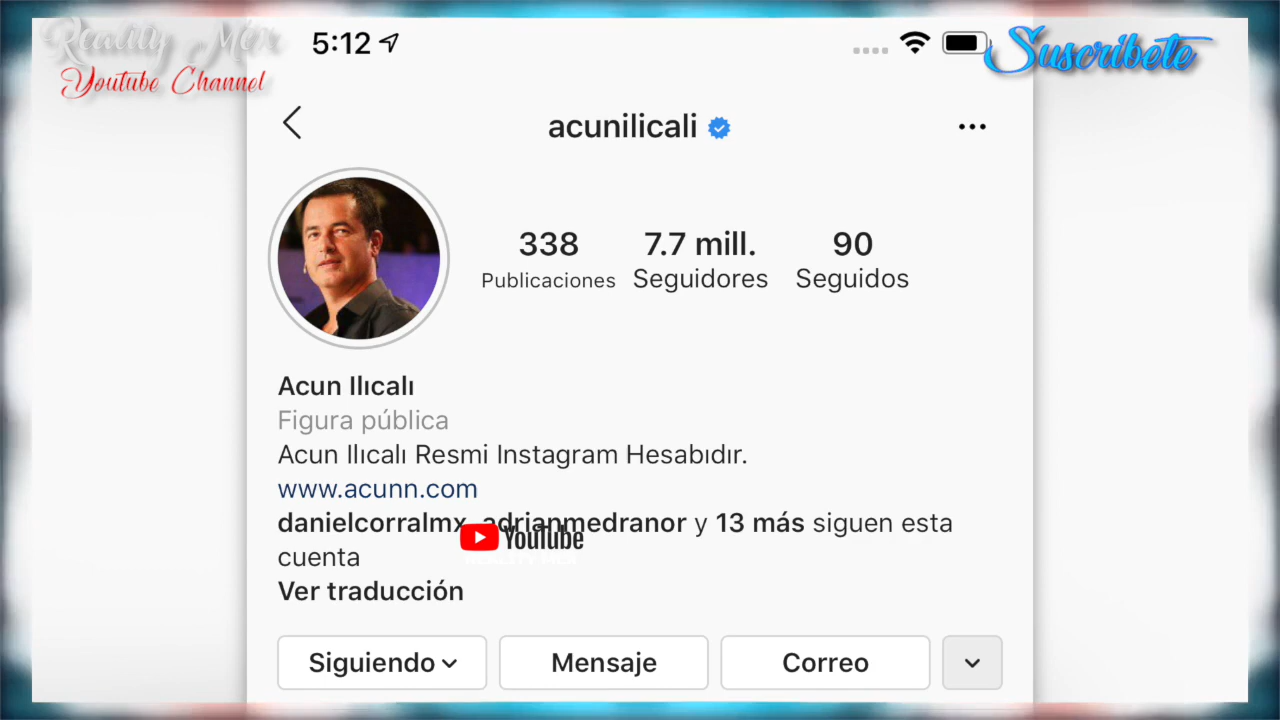 Reality Mex
Youtube Channel
5:12
Suscribete
acunilicali
338
7.7 mill.
90
Publicaciones
Seguidores
Seguidos
Acun Ilıcalı
Figura pública
Acun Ilıcalı Resmi Instagram Hesabıdır.
www.acunn.com
danielcorralmx, adrianmedranor y 13 más siguen esta
cuenta
YouTube
Ver traducción
Siguiendo
Mensaje
Correo